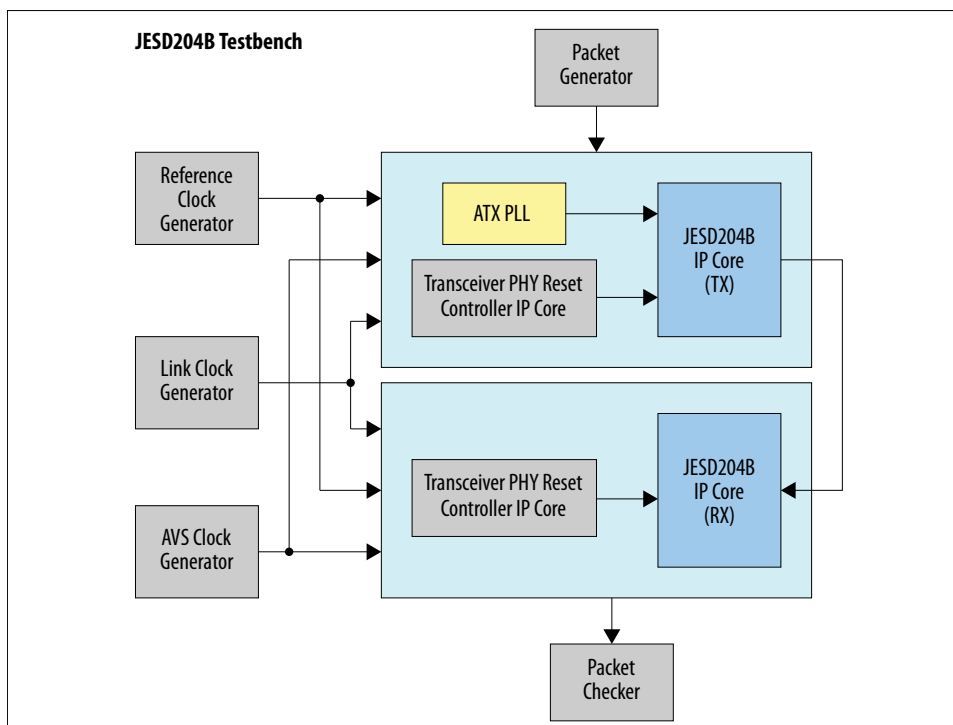 JESD204B Testbench
Packet
Generator
Reference
Clock
Generator
ATX PLL
JESD204B
IP Core
(TX)
Transceiver PHY Reset
Controller IP Core
Link Clock
Generator
Transceiver PHY Reset
Controller IP Core
JESD204B
IP Core
(RX)
AVS Clock
Generator
Packet
Checker